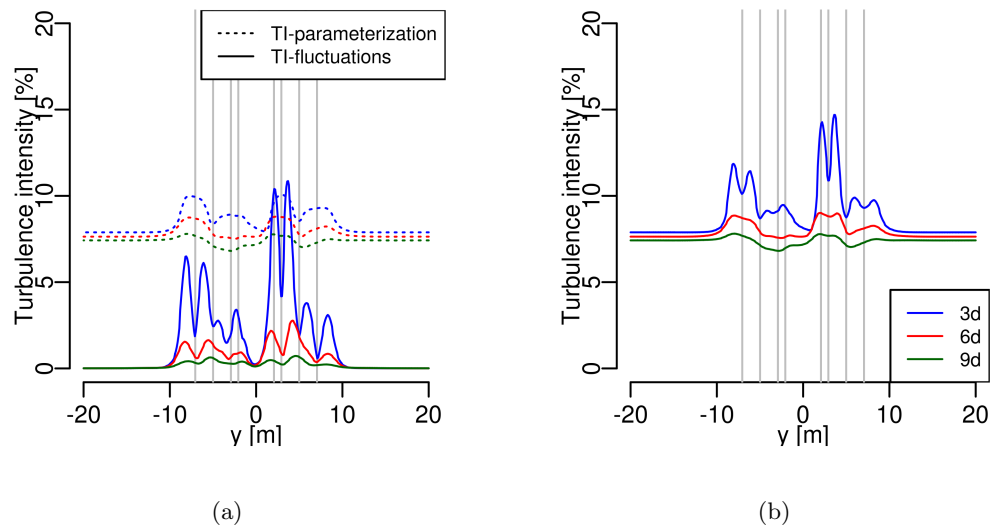 TI-parameterization
TI-fluctuations
Turbulence intensity [%]
20
15
10
5
0
-20 -10 0 10 20
y [m]
(a)
Turbulence intensity [%]
20
15
10
5
0
3d
6d
9d
-20 -10 0 10 20
y [m]
(b)